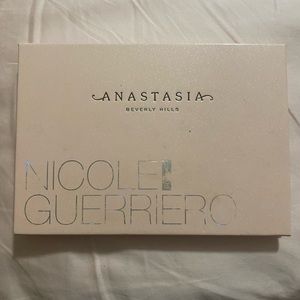 ANASTASIA
BEVERLY HILLS
NICOLE
GUERRIERO